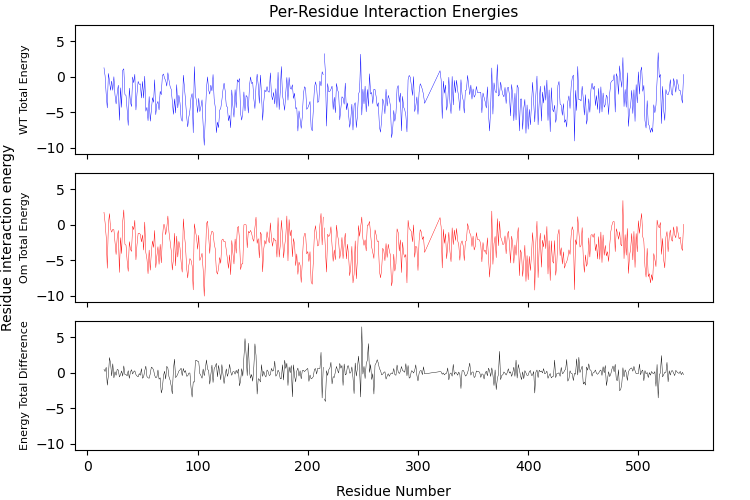 Per-Residue Interaction Energies
Residue interaction energy
WT Total Energy
5
0
−5
−10
Om Total Energy
5
0
−5
−10
Energy Total Difference
5
0
−5
−10
0 100 200 300 400 500
Residue Number